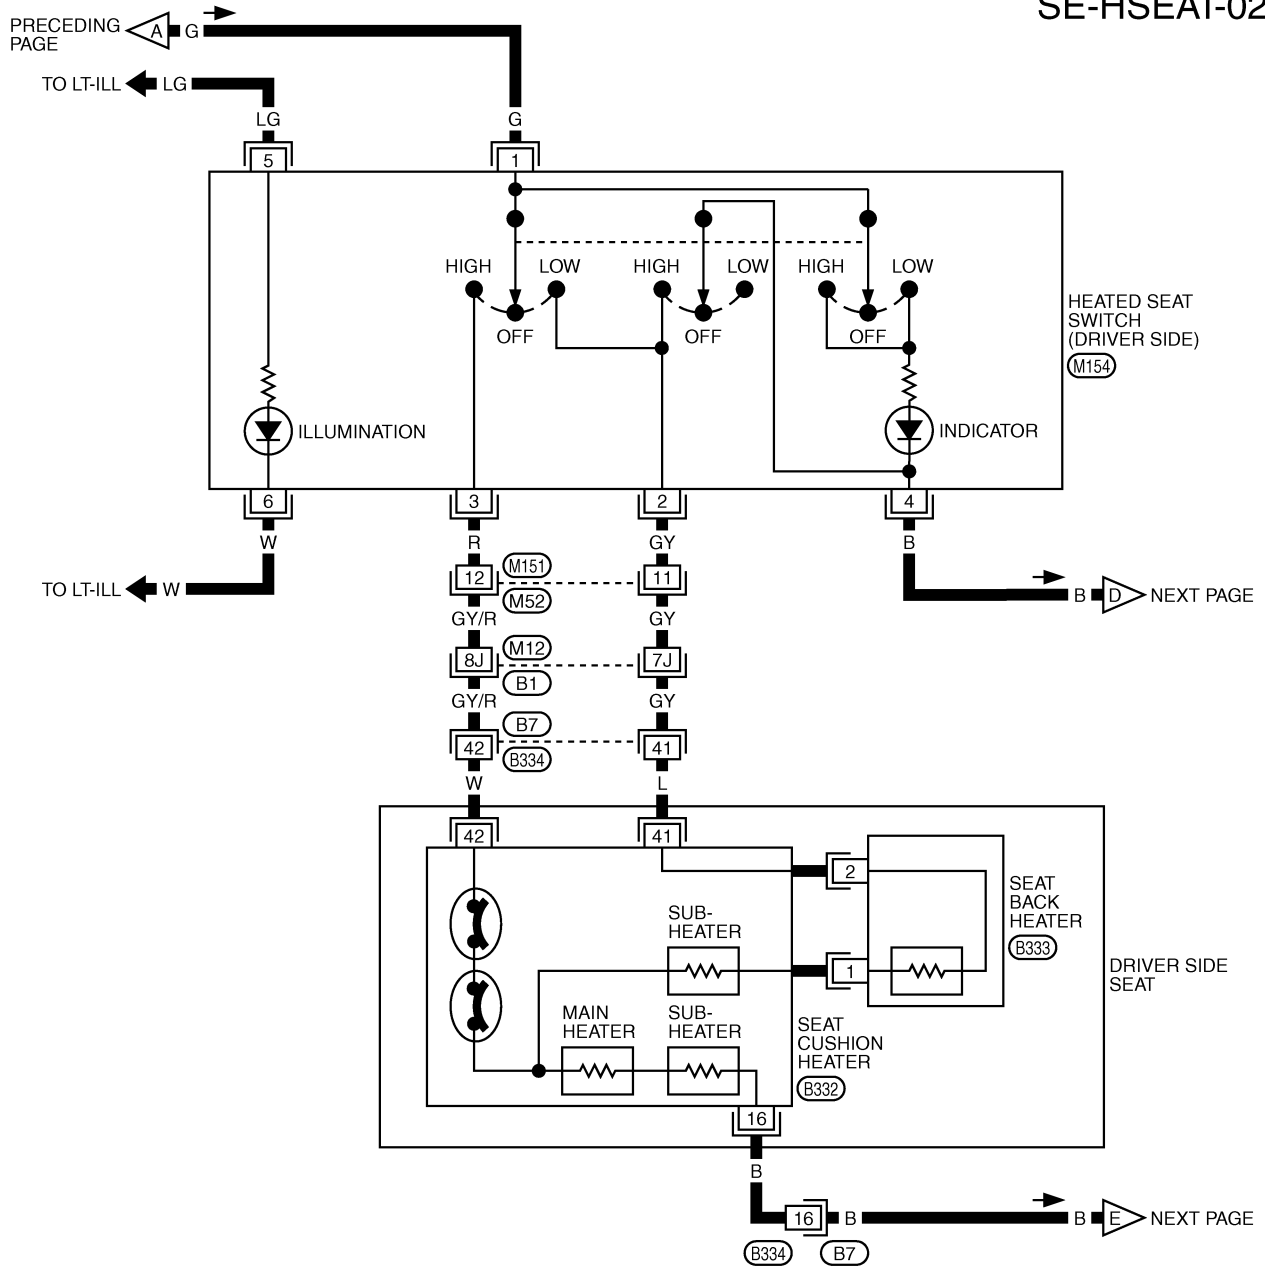 SE-HSEAT-02
PRECEDING
PAGE
A
G
TO LT-ILL
LG
LG
G
5
1
HIGH
LOW
OFF
HIGH
LOW
OFF
HIGH
LOW
OFF
HEATED SEAT
SWITCH
(DRIVER SIDE)
M154
ILLUMINATION
INDICATOR
6
3
2
4
W
R
GY
B
TO LT-ILL
W
12
M151
M52
11
B
D
NEXT PAGE
GY/R
GY
8J
M12
B1
7J
GY/R
GY
42
B7
B334
41
W
L
42
41
2
SEAT
BACK
HEATER
B333
SUB-
HEATER
1
DRIVER SIDE
SEAT
MAIN
HEATER
SUB-
HEATER
SEAT
CUSHION
HEATER
B332
16
B
16
B
B
E
NEXT PAGE
B334
B7